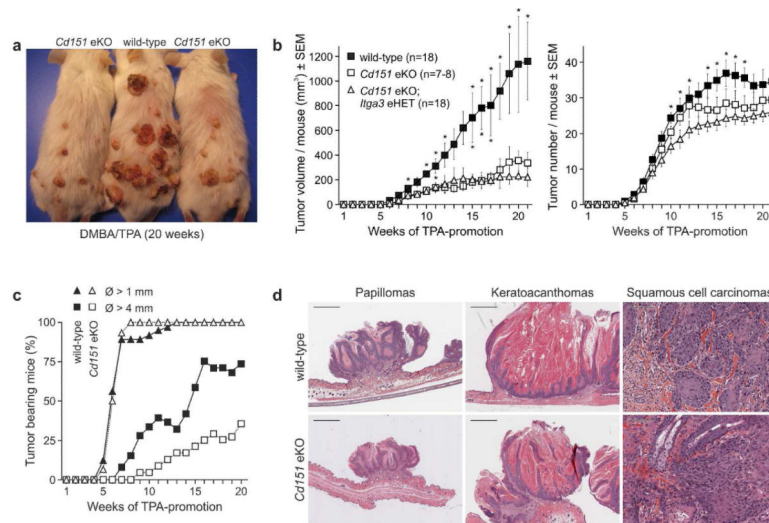 a
Cd151 eKO wild-type Cd151 eKO
DMBA/TPA (20 weeks)
b
Tumor volume / mouse (mm³) ± SEM
1200
1000
800
600
400
200
0
wild-type (n=18)
Cd151 eKO (n=7-8)
Cd151 eKO;
Itga3 eHET (n=18)
1 5 10 15 20
Weeks of TPA-promotion
Tumor number / mouse ± SEM
40
30
20
10
0
1 5 10 15 20
Weeks of TPA-promotion
c
Ø > 1 mm
Ø > 4 mm
wild-type
Cd151 eKO
Tumor bearing mice (%)
100
75
50
25
0
1 5 10 15 20
Weeks of TPA-promotion
d
Papillomas Keratoacanthomas Squamous cell carcinomas
wild-type
Cd151 eKO